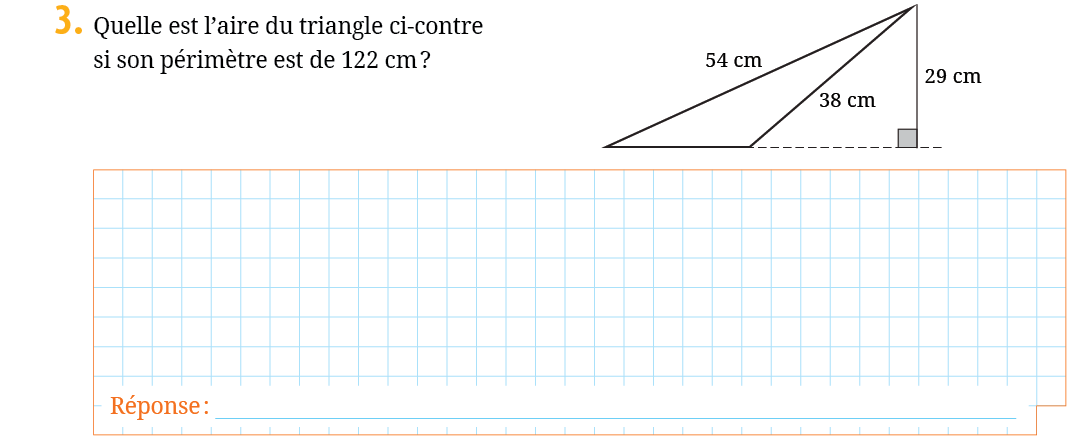 3. Quelle est l’aire du triangle ci-contre
si son périmètre est de 122 cm ?
54 cm
29 cm
38 cm
Réponse :